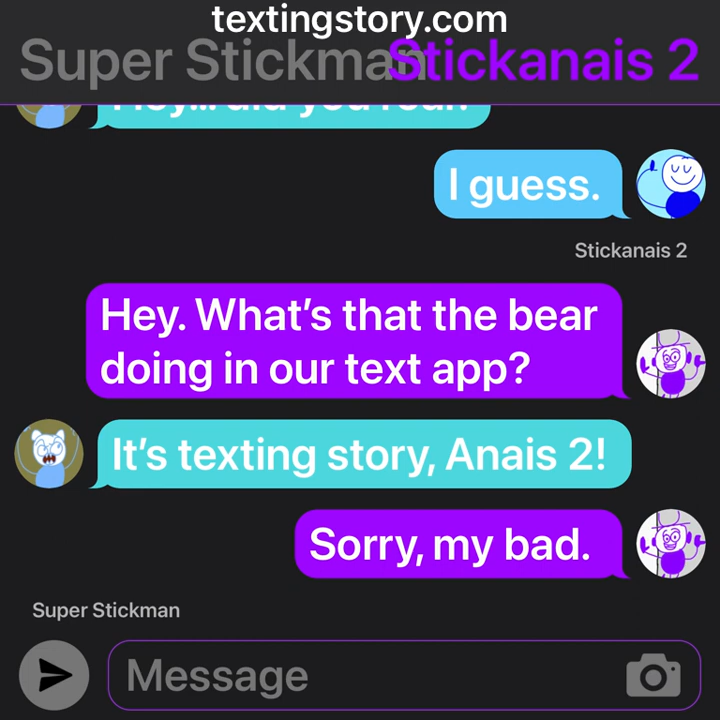 textingstory.com
Super Stickman
Stickanais 2
I guess.
Stickanais 2
Hey. What's that the bear
doing in our text app?
It's texting story, Anais 2!
Sorry, my bad.
Super Stickman
Message